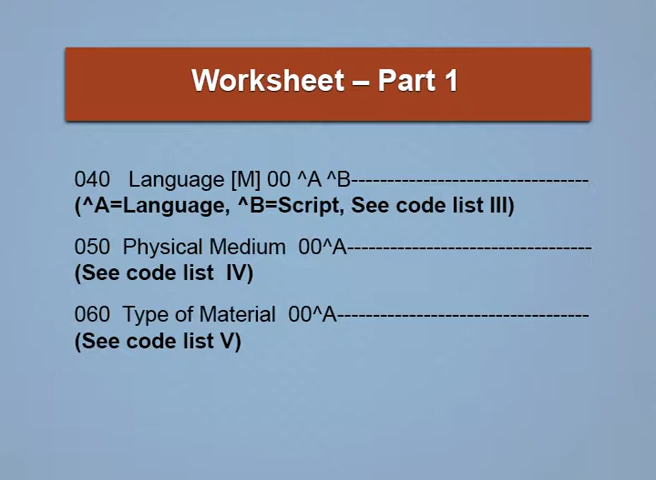 Worksheet – Part 1
040 Language [M] 00 ^A ^B---------------------------------
(^A=Language, ^B=Script, See code list III)
050 Physical Medium 00^A----------------------------------
(See code list IV)
060 Type of Material 00^A-----------------------------------
(See code list V)